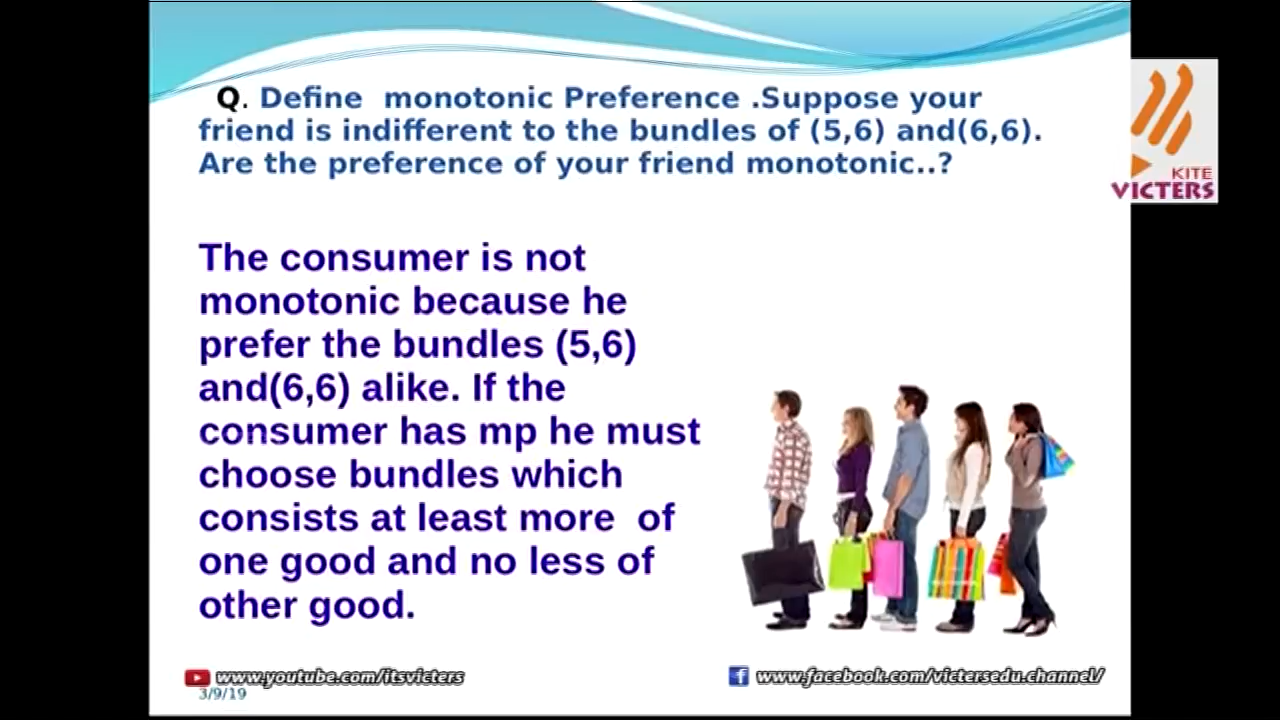 Q. Define monotonic Preference .Suppose your
friend is indifferent to the bundles of (5,6) and(6,6).
Are the preference of your friend monotonic..?
KITE
VICTERS
The consumer is not
monotonic because he
prefer the bundles (5,6)
and(6,6) alike. If the
consumer has mp he must
choose bundles which
consists at least more of
one good and no less of
other good.
www.youtube.com/itsvicters
www.facebook.com/victersedu.channel/
3/9/19